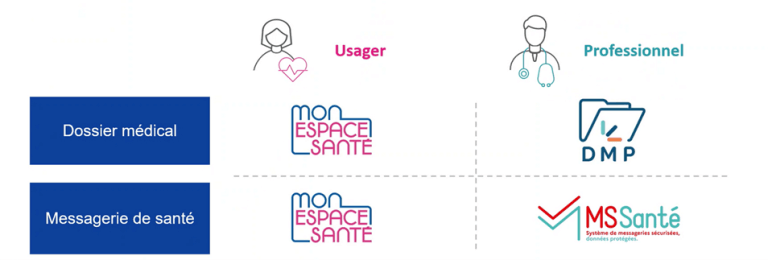 Usager
Professionnel
Dossier médical
MON
ESPACE
SANTÉ
DMP
Messagerie de santé
MON
ESPACE
SANTÉ
MSSanté
Système de messageries sécurisées,
données protégées.